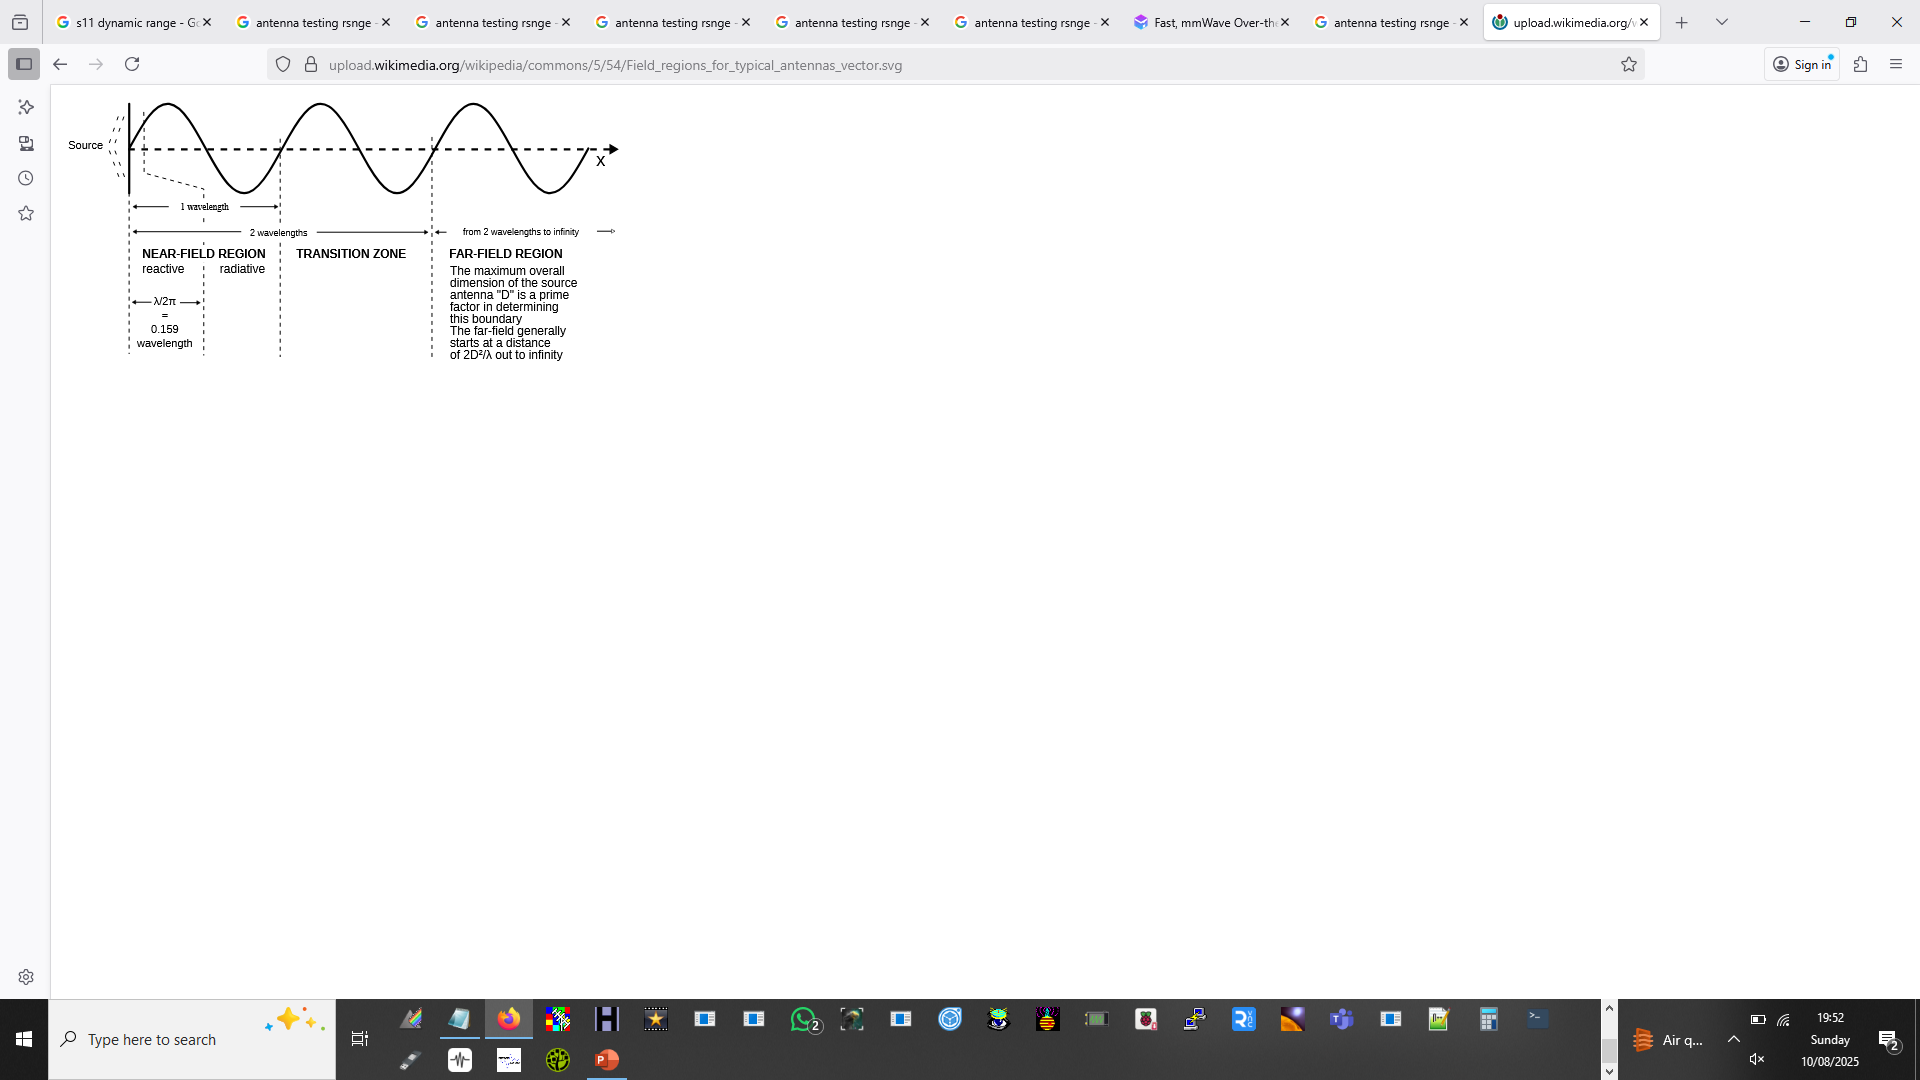 s11 dynamic range - Go
antenna testing rsnge -
antenna testing rsnge -
antenna testing rsnge -
antenna testing rsnge -
antenna testing rsnge -
Fast, mmWave Over-the
antenna testing rsnge -
upload.wikimedia.org/w
upload.wikimedia.org/wikipedia/commons/5/54/Field_regions_for_typical_antennas_vector.svg
Sign in
Source
X
1 wavelength
2 wavelengths
from 2 wavelengths to infinity
NEAR-FIELD REGION
TRANSITION ZONE
FAR-FIELD REGION
reactive
radiative
λ/2π
=
0.159
wavelength
The maximum overall
dimension of the source
antenna "D" is a prime
factor in determining
this boundary
The far-field generally
starts at a distance
of 2D²/λ out to infinity
Type here to search
2
Air q...
19:52
Sunday
10/08/2025
2